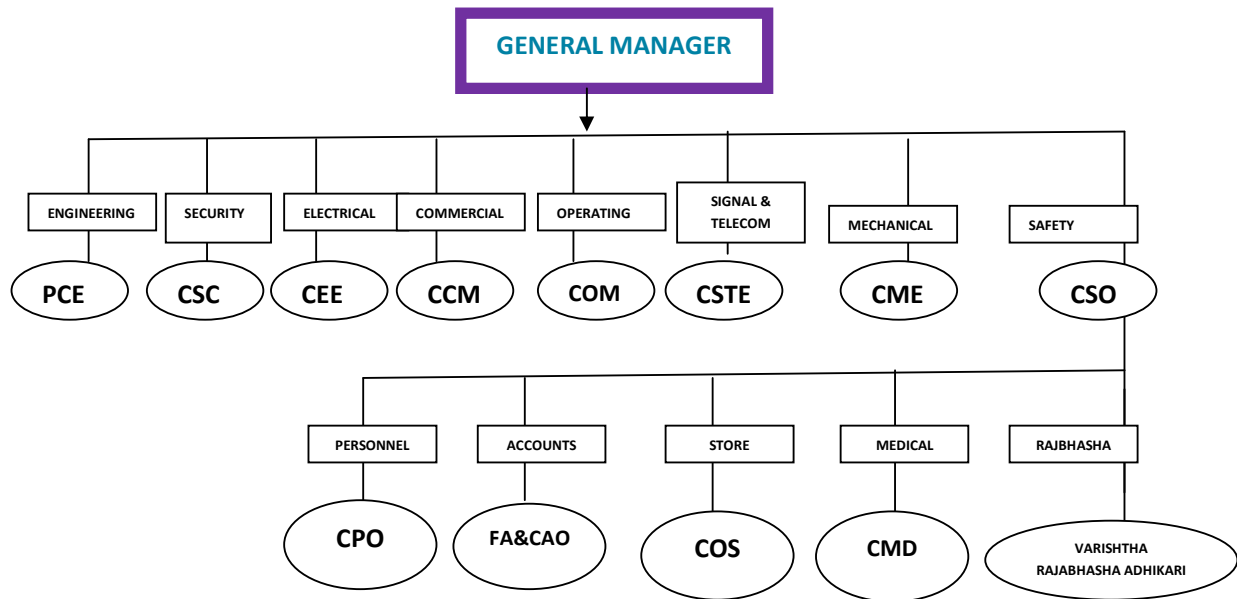 GENERAL MANAGER
ENGINEERING
SECURITY
ELECTRICAL
COMMERCIAL
OPERATING
SIGNAL &
TELECOM
MECHANICAL
SAFETY
PCE
CSC
CEE
CCM
COM
CSTE
CME
CSO
PERSONNEL
ACCOUNTS
STORE
MEDICAL
RAJBHASHA
CPO
FA&CAO
COS
CMD
VARISHTHA
RAJABHASHA ADHIKARI